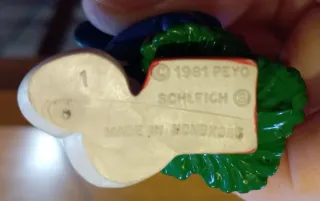 1
© 1981 PEYO
SCHLEICH Ⓢ
MADE IN HONGKONG